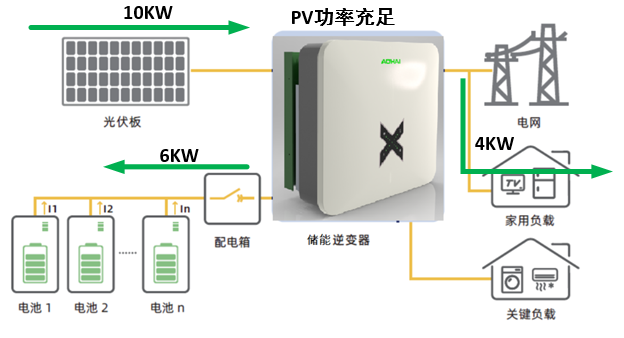 10KW
PV功率充足
AOHAI
光伏板
电网
4KW
6KW
TV
家用负载
I1
I2
In
配电箱
储能逆变器
......
电池 1
电池 2
电池 n
关键负载